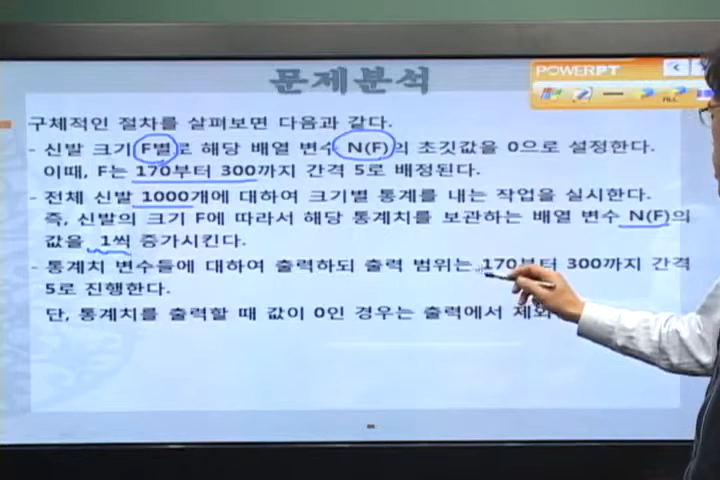 문제분석
POWERPT
구체적인 절차를 살펴보면 다음과 같다.
- 신발 크기 F별로 해당 배열 변수 N(F)의 초깃값을 0으로 설정한다.
이때, F는 170부터 300까지 간격 5로 배정된다.
- 전체 신발 1000개에 대하여 크기별 통계를 내는 작업을 실시한다.
즉, 신발의 크기 F에 따라서 해당 통계치를 보관하는 배열 변수 N(F)의
값을 1씩 증가시킨다.
- 통계치 변수들에 대하여 출력하되 출력 범위는 170부터 300까지 간격
5로 진행한다.
단, 통계치를 출력할 때 값이 0인 경우는 출력에서 제외